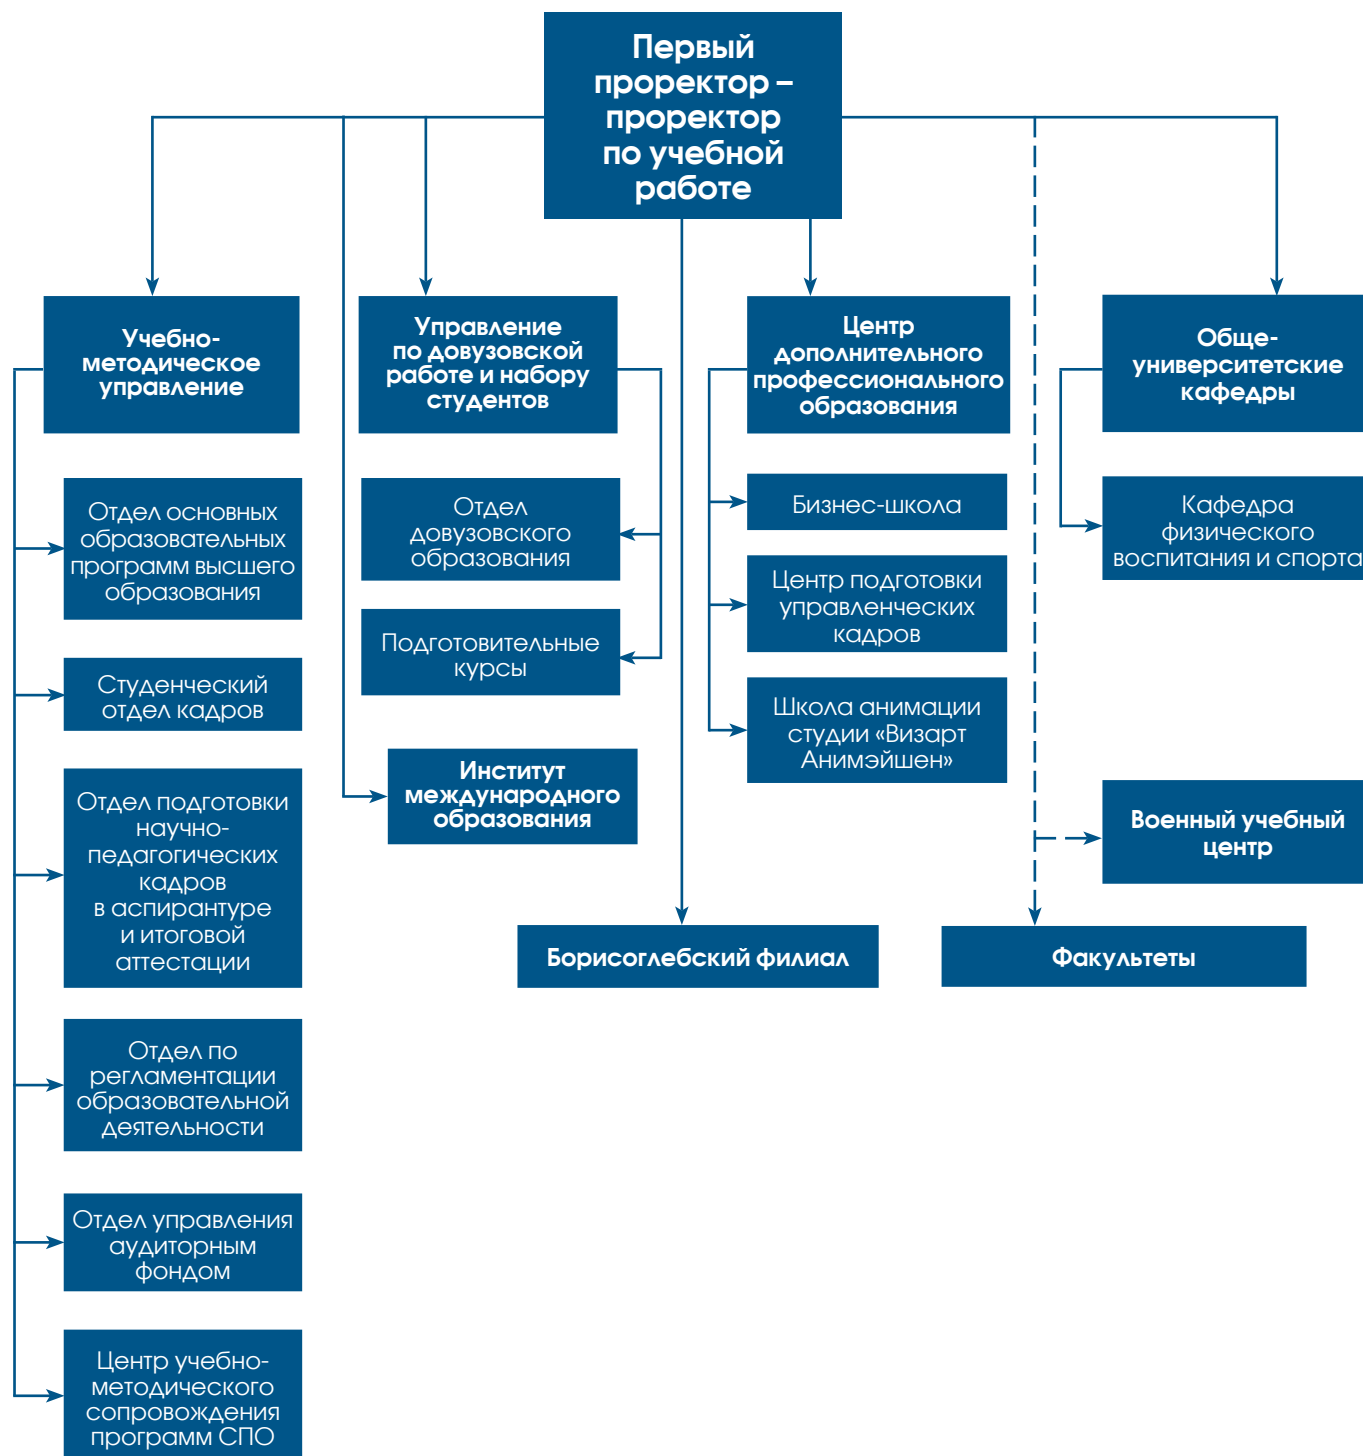 Первый
проректор –
проректор
по учебной
работе
Учебно-
методическое
управление
Управление
по довузовской
работе и набору
студентов
Центр
дополнительного
профессионального
образования
Обще-
университетские
кафедры
Отдел основных
образовательных
программ высшего
образования
Студенческий
отдел кадров
Отдел подготовки
научно-
педагогических
кадров
в аспирантуре
и итоговой
аттестации
Отдел по
регламентации
образовательной
деятельности
Отдел управления
аудиторным
фондом
Центр учебно-
методического
сопровождения
программ СПО
Отдел
довузовского
образования
Подготовительные
курсы
Институт
международного
образования
Бизнес-школа
Центр подготовки
управленческих
кадров
Школа анимации
студии «Визарт
Анимэйшен»
Кафедра
физического
воспитания и спорта
Военный учебный
центр
Борисоглебский филиал
Факультеты